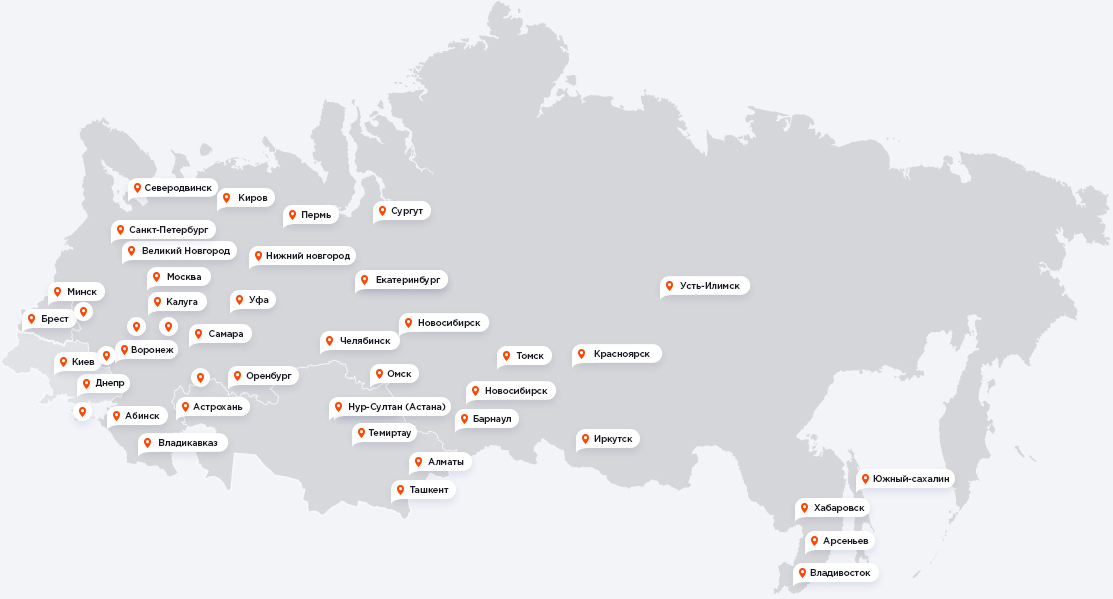 Северодвинск
Киров
Пермь
Сургут
Санкт-Петербург
Великий Новгород
Нижний новгород
Москва
Екатеринбург
Усть-Илимск
Минск
Калуга
Уфа
Брест
Новосибирск
Самара
Челябинск
Воронеж
Томск
Красноярск
Киев
Омск
Оренбург
Днепр
Новосибирск
Астрохань
Нур-Султан (Астана)
Абинск
Барнаул
Темиртау
Владикавказ
Иркутск
Алматы
Южный-сахалин
Ташкент
Хабаровск
Арсеньев
Владивосток